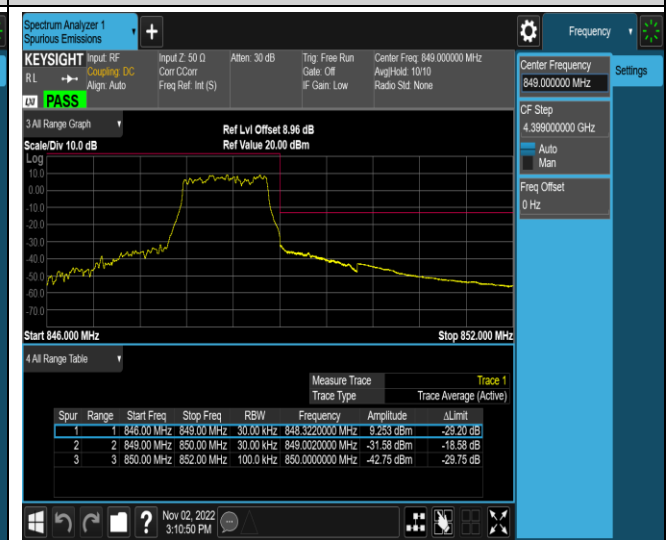 Spectrum Analyzer 1
Spurious Emissions
+
Frequency
KEYSIGHT
R L
PASS
Input: RF
Coupling: DC
Align: Auto
Input Z: 50 Ω
Corr CCorr
Freq Ref: Int (S)
Atten: 30 dB
Trig: Free Run
Gate: Off
IF Gain: Low
Center Freq: 849.000000 MHz
Avg|Hold: 10/10
Radio Std: None
Center Frequency
849.000000 MHz
Settings
CF Step
4.399000000 GHz
Auto
Man
Freq Offset
0 Hz
3 All Range Graph
Scale/Div 10.0 dB
Ref Lvl Offset 8.96 dB
Ref Value 20.00 dBm
Log
10.0
0.00
-10.0
-20.0
-30.0
-40.0
-50.0
-60.0
-70.0
Start 846.000 MHz
Stop 852.000 MHz
4 All Range Table
Measure Trace Trace 1
Trace Type Trace Average (Active)
Spur Range Start Freq Stop Freq RBW Frequency Amplitude ΔLimit
1 1 846.00 MHz 849.00 MHz 30.00 kHz 848.3220000 MHz 9.253 dBm -29.20 dB
2 2 849.00 MHz 850.00 MHz 30.00 kHz 849.0020000 MHz -31.58 dBm -18.58 dB
3 3 850.00 MHz 852.00 MHz 100.0 kHz 850.0000000 MHz -42.75 dBm -29.75 dB
?
Nov 02, 2022
3:10:50 PM